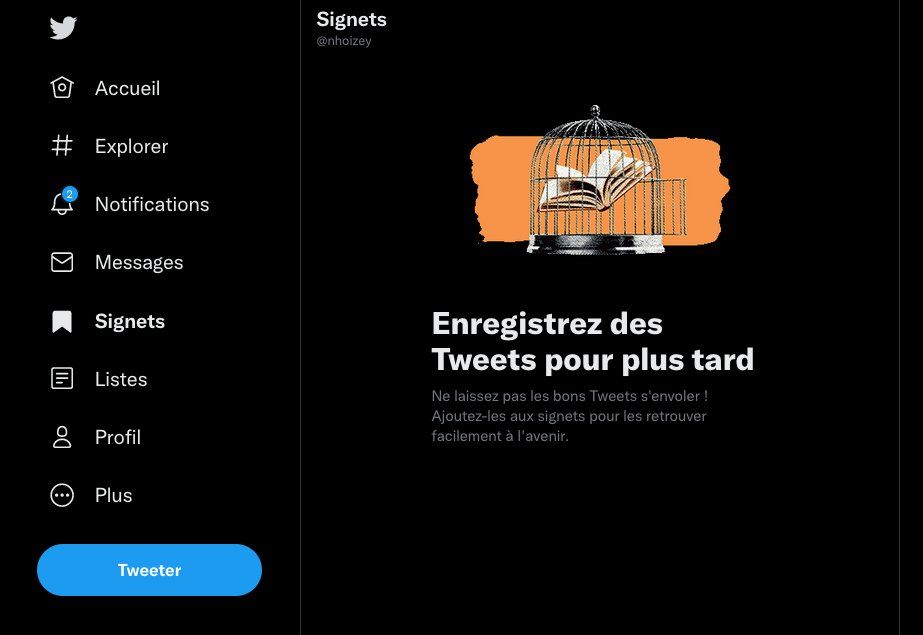 Accueil
Explorer
2
Notifications
Messages
Signets
Listes
Profil
Plus
Tweeter
Signets
@nhoizey
Enregistrez des
Tweets pour plus tard
Ne laissez pas les bons Tweets s'envoler !
Ajoutez-les aux signets pour les retrouver
facilement à l'avenir.